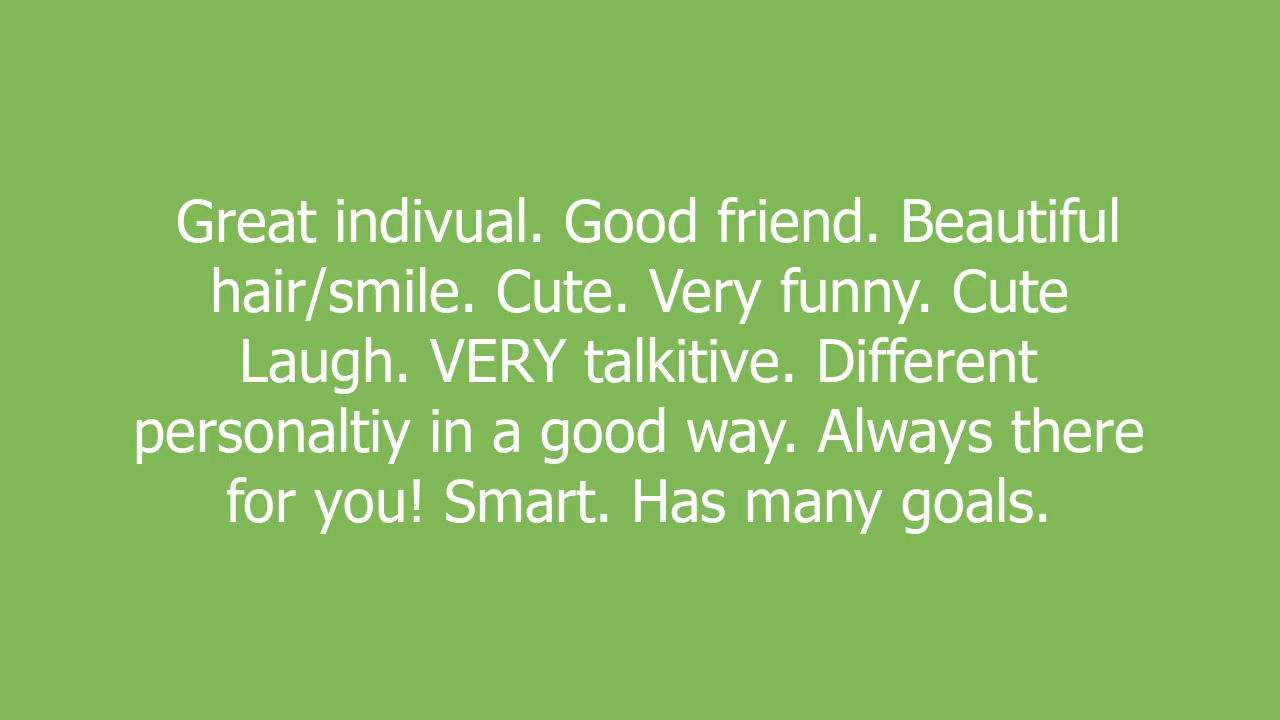 Great indivual. Good friend. Beautiful
hair/smile. Cute. Very funny. Cute
Laugh. VERY talkitive. Different
personaltiy in a good way. Always there
for you! Smart. Has many goals.